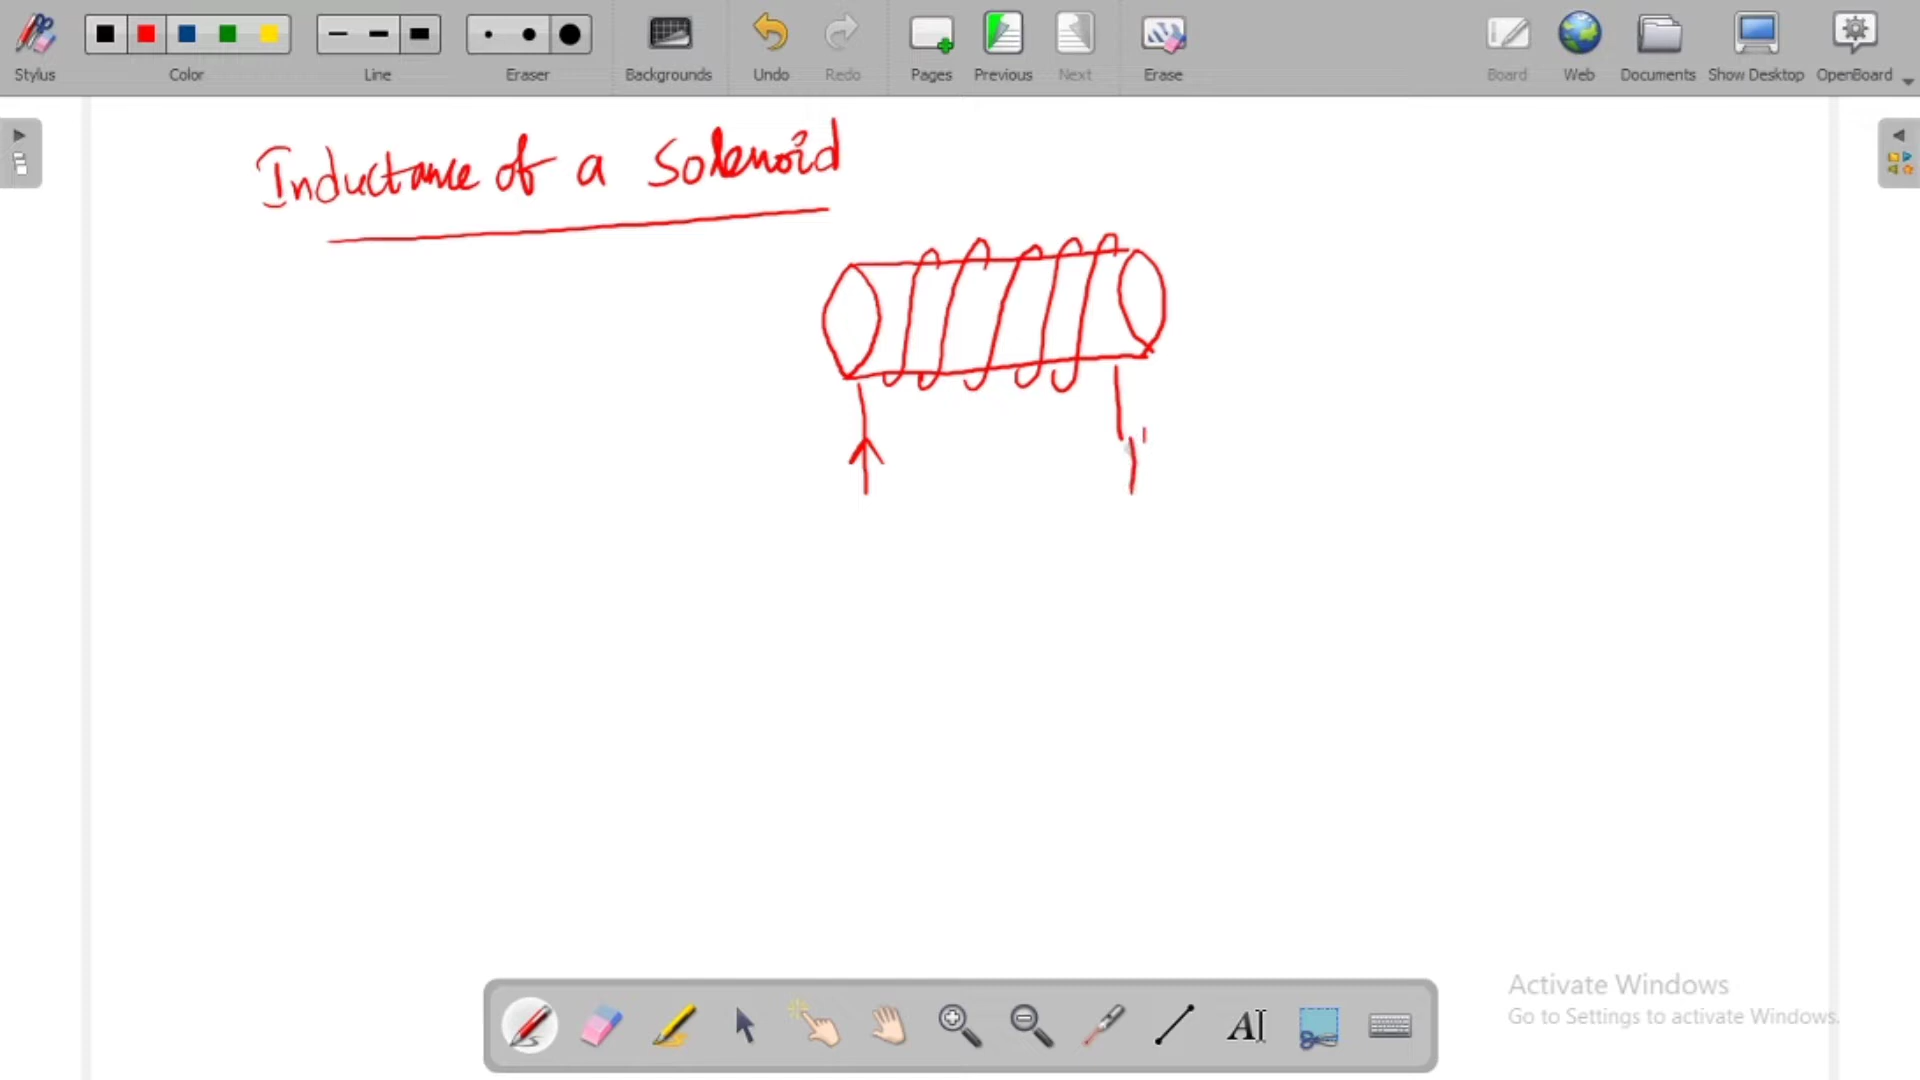 Stylus Color Line Eraser Backgrounds Undo Redo Pages Previous Next Erase Board Web Documents Show Desktop OpenBoard
Inductance of a Solenoid
Activate Windows
Go to Settings to activate Windows.